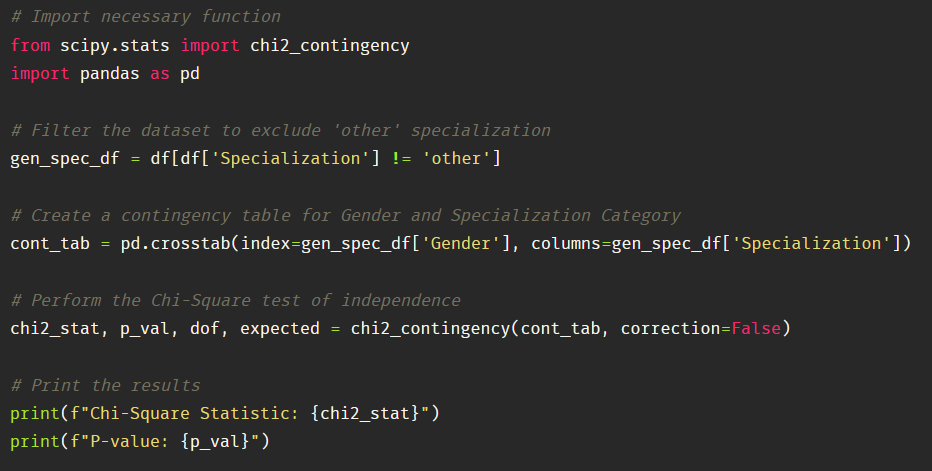 # Import necessary function
from scipy.stats import chi2_contingency
import pandas as pd
# Filter the dataset to exclude 'other' specialization
gen_spec_df = df[df['Specialization'] != 'other']
# Create a contingency table for Gender and Specialization Category
cont_tab = pd.crosstab(index=gen_spec_df['Gender'], columns=gen_spec_df['Specialization'])
# Perform the Chi-Square test of independence
chi2_stat, p_val, dof, expected = chi2_contingency(cont_tab, correction=False)
# Print the results
print(f"Chi-Square Statistic: {chi2_stat}")
print(f"P-value: {p_val}")